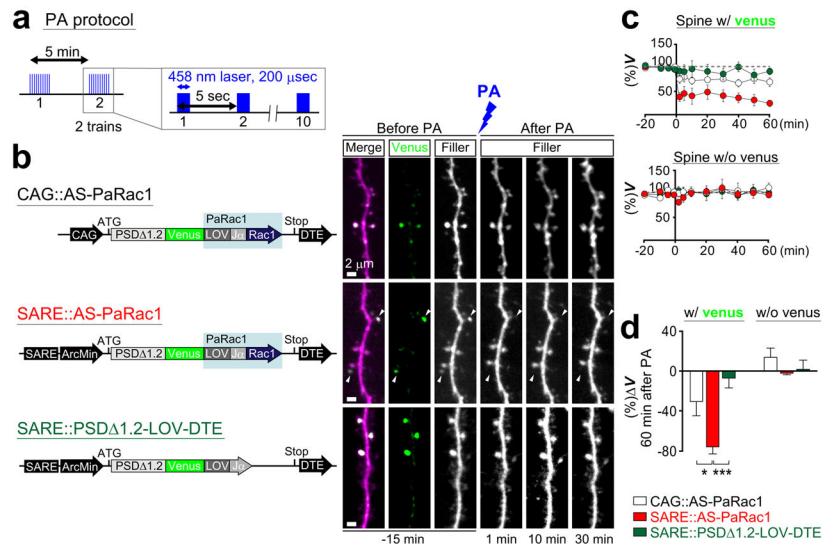 a PA protocol
5 min
1 2
2 trains
458 nm laser, 200 μsec
5 sec
1 2 10
b
PA
Before PA After PA
Merge Venus Filler Filler
CAG::AS-PaRac1
ATG PaRac1 Stop
CAG PSDΔ1.2 Venus LOV Jα Rac1 DTE
2 μm
SARE::AS-PaRac1
ATG PaRac1 Stop
SARE ArcMin PSDΔ1.2 Venus LOV Jα Rac1 DTE
SARE::PSDΔ1.2-LOV-DTE
ATG Stop
SARE ArcMin PSDΔ1.2 Venus LOV Jα DTE
-15 min 1 min 10 min 30 min
c
Spine w/ venus
(%)V
150
100
50
-20 0 20 40 60 (min)
Spine w/o venus
(%)V
150
100
50
-20 0 20 40 60 (min)
d
w/ venus w/o venus
(%)ΔV
60 min after PA
40
0
-40
-80
* ***
CAG::AS-PaRac1
SARE::AS-PaRac1
SARE::PSDΔ1.2-LOV-DTE